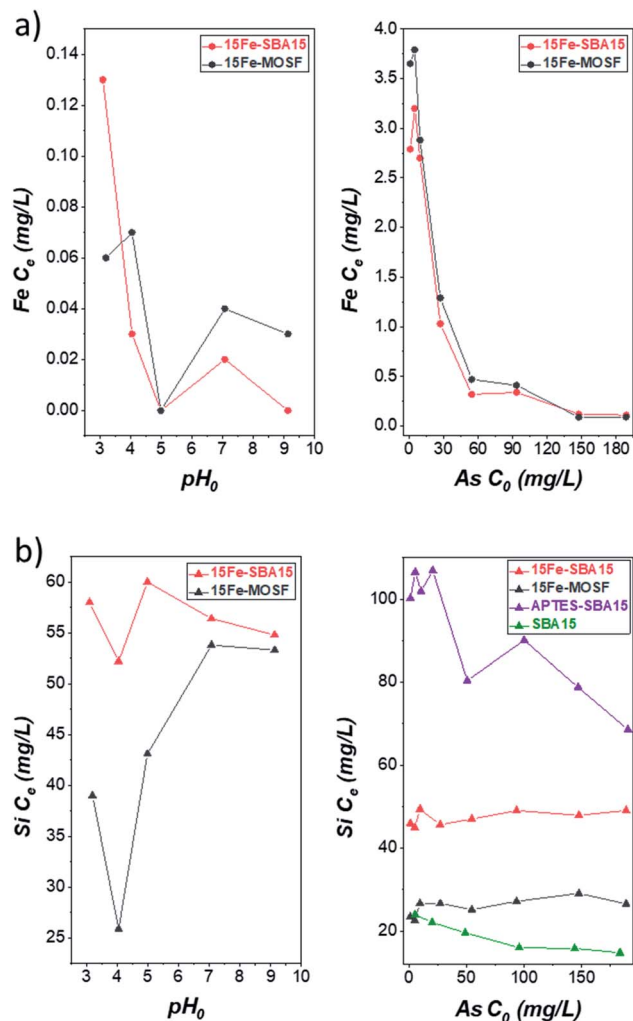 a)
15Fe-SBA15
15Fe-MOSF
0.14
0.12
0.10
0.08
0.06
0.04
0.02
0.00
Fe Cₑ (mg/L)
3 4 5 6 7 8 9 10
pH₀
15Fe-SBA15
15Fe-MOSF
4.0
3.5
3.0
2.5
2.0
1.5
1.0
0.5
0.0
Fe Cₑ (mg/L)
0 30 60 90 120 150 180
As C₀ (mg/L)
b)
15Fe-SBA15
15Fe-MOSF
60
55
50
45
40
35
30
25
Si Cₑ (mg/L)
3 4 5 6 7 8 9 10
pH₀
15Fe-SBA15
15Fe-MOSF
APTES-SBA15
SBA15
100
80
60
40
20
Si Cₑ (mg/L)
0 50 100 150
As C₀ (mg/L)